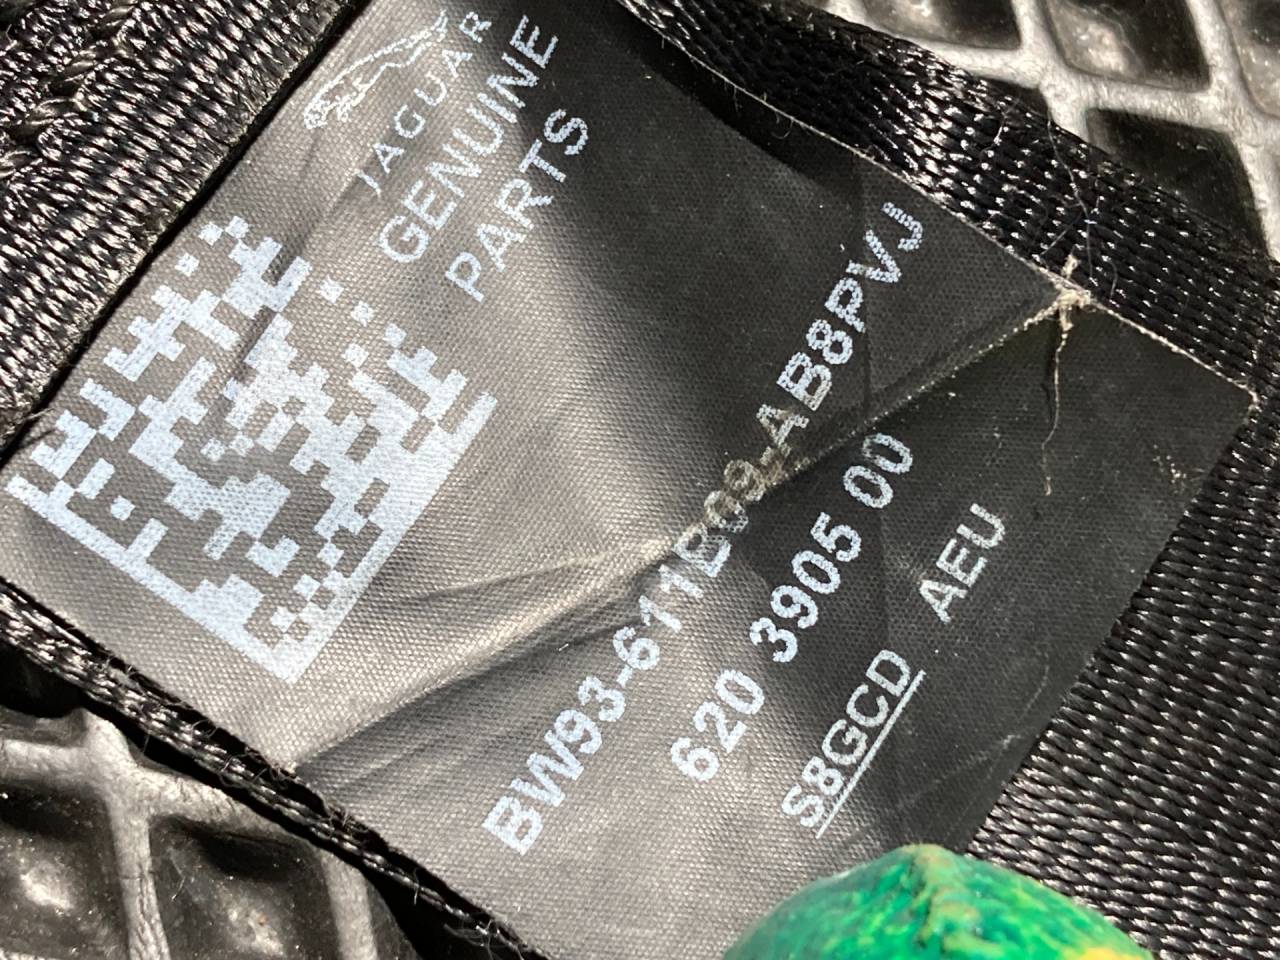 JAGUAR
GENUINE
PARTS
BW93-611B09-AB8PVJ
620 3905 00
S8GCD AEU